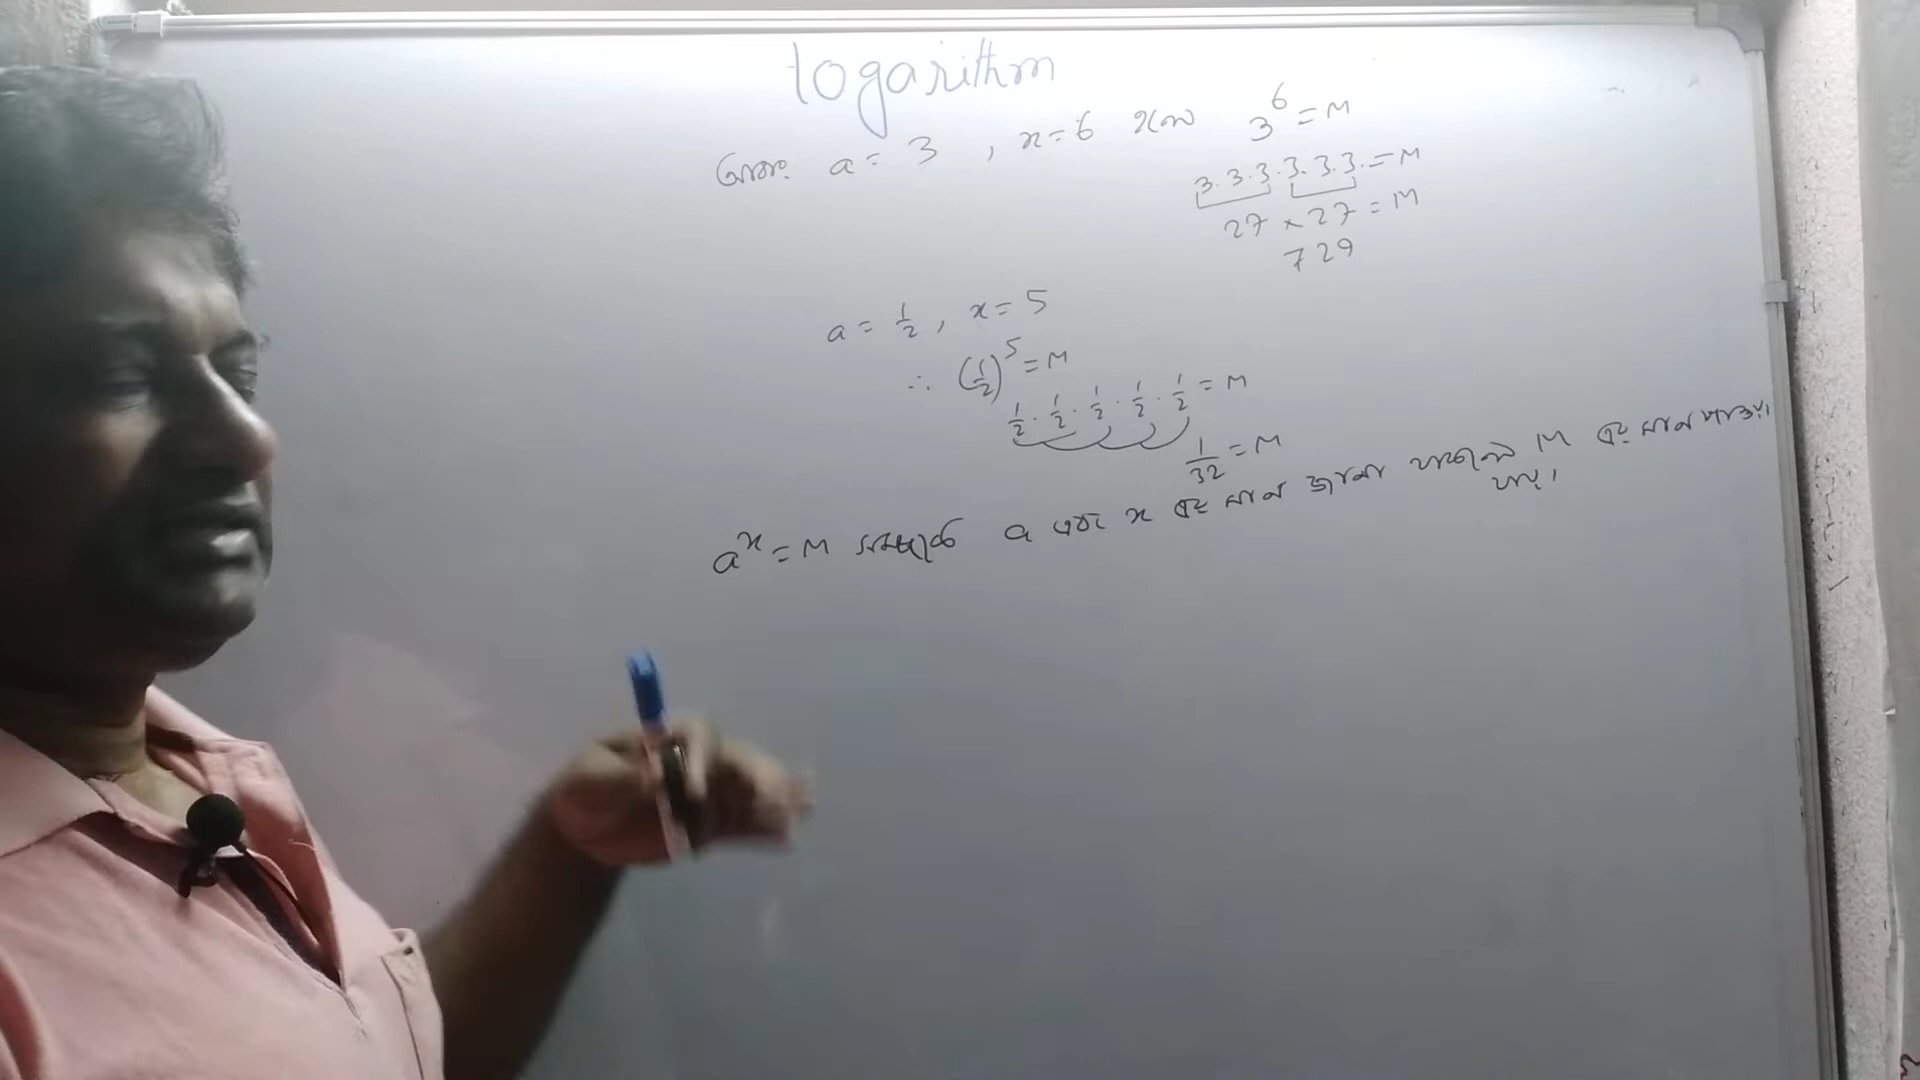 logarithm
যেমন a = 3 , x = 6 হলে 3^6 = M
3.3.3.3.3.3. = M
27 × 27 = M
729
a = 1/2 , x = 5
∴ (1/2)^5 = M
1/2 . 1/2 . 1/2 . 1/2 . 1/2 = M
1/32 = M
a^x = M সম্পর্কে a এবং x এর মান জানা থাকলে M এর মান পাওয়া
যায়।